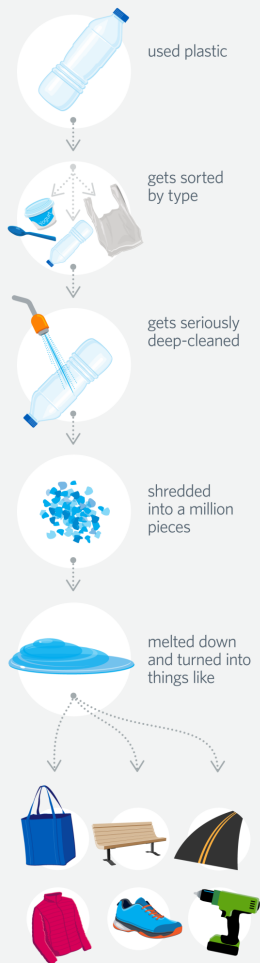 used plastic
gets sorted
by type
gets seriously
deep-cleaned
shredded
into a million
pieces
melted down
and turned into
things like